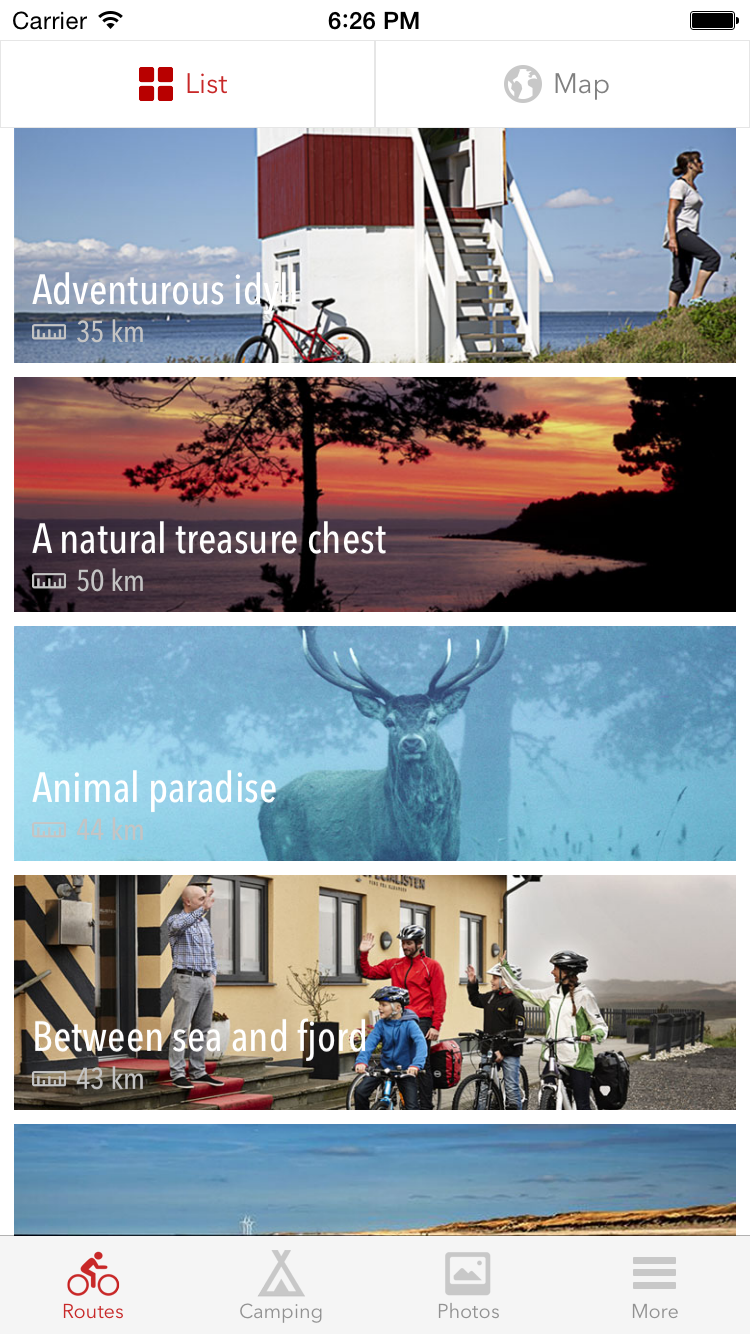 Carrier 6:26 PM
List Map
Adventurous idyll
35 km
A natural treasure chest
50 km
Animal paradise
44 km
Between sea and fjord
43 km
Routes Camping Photos More